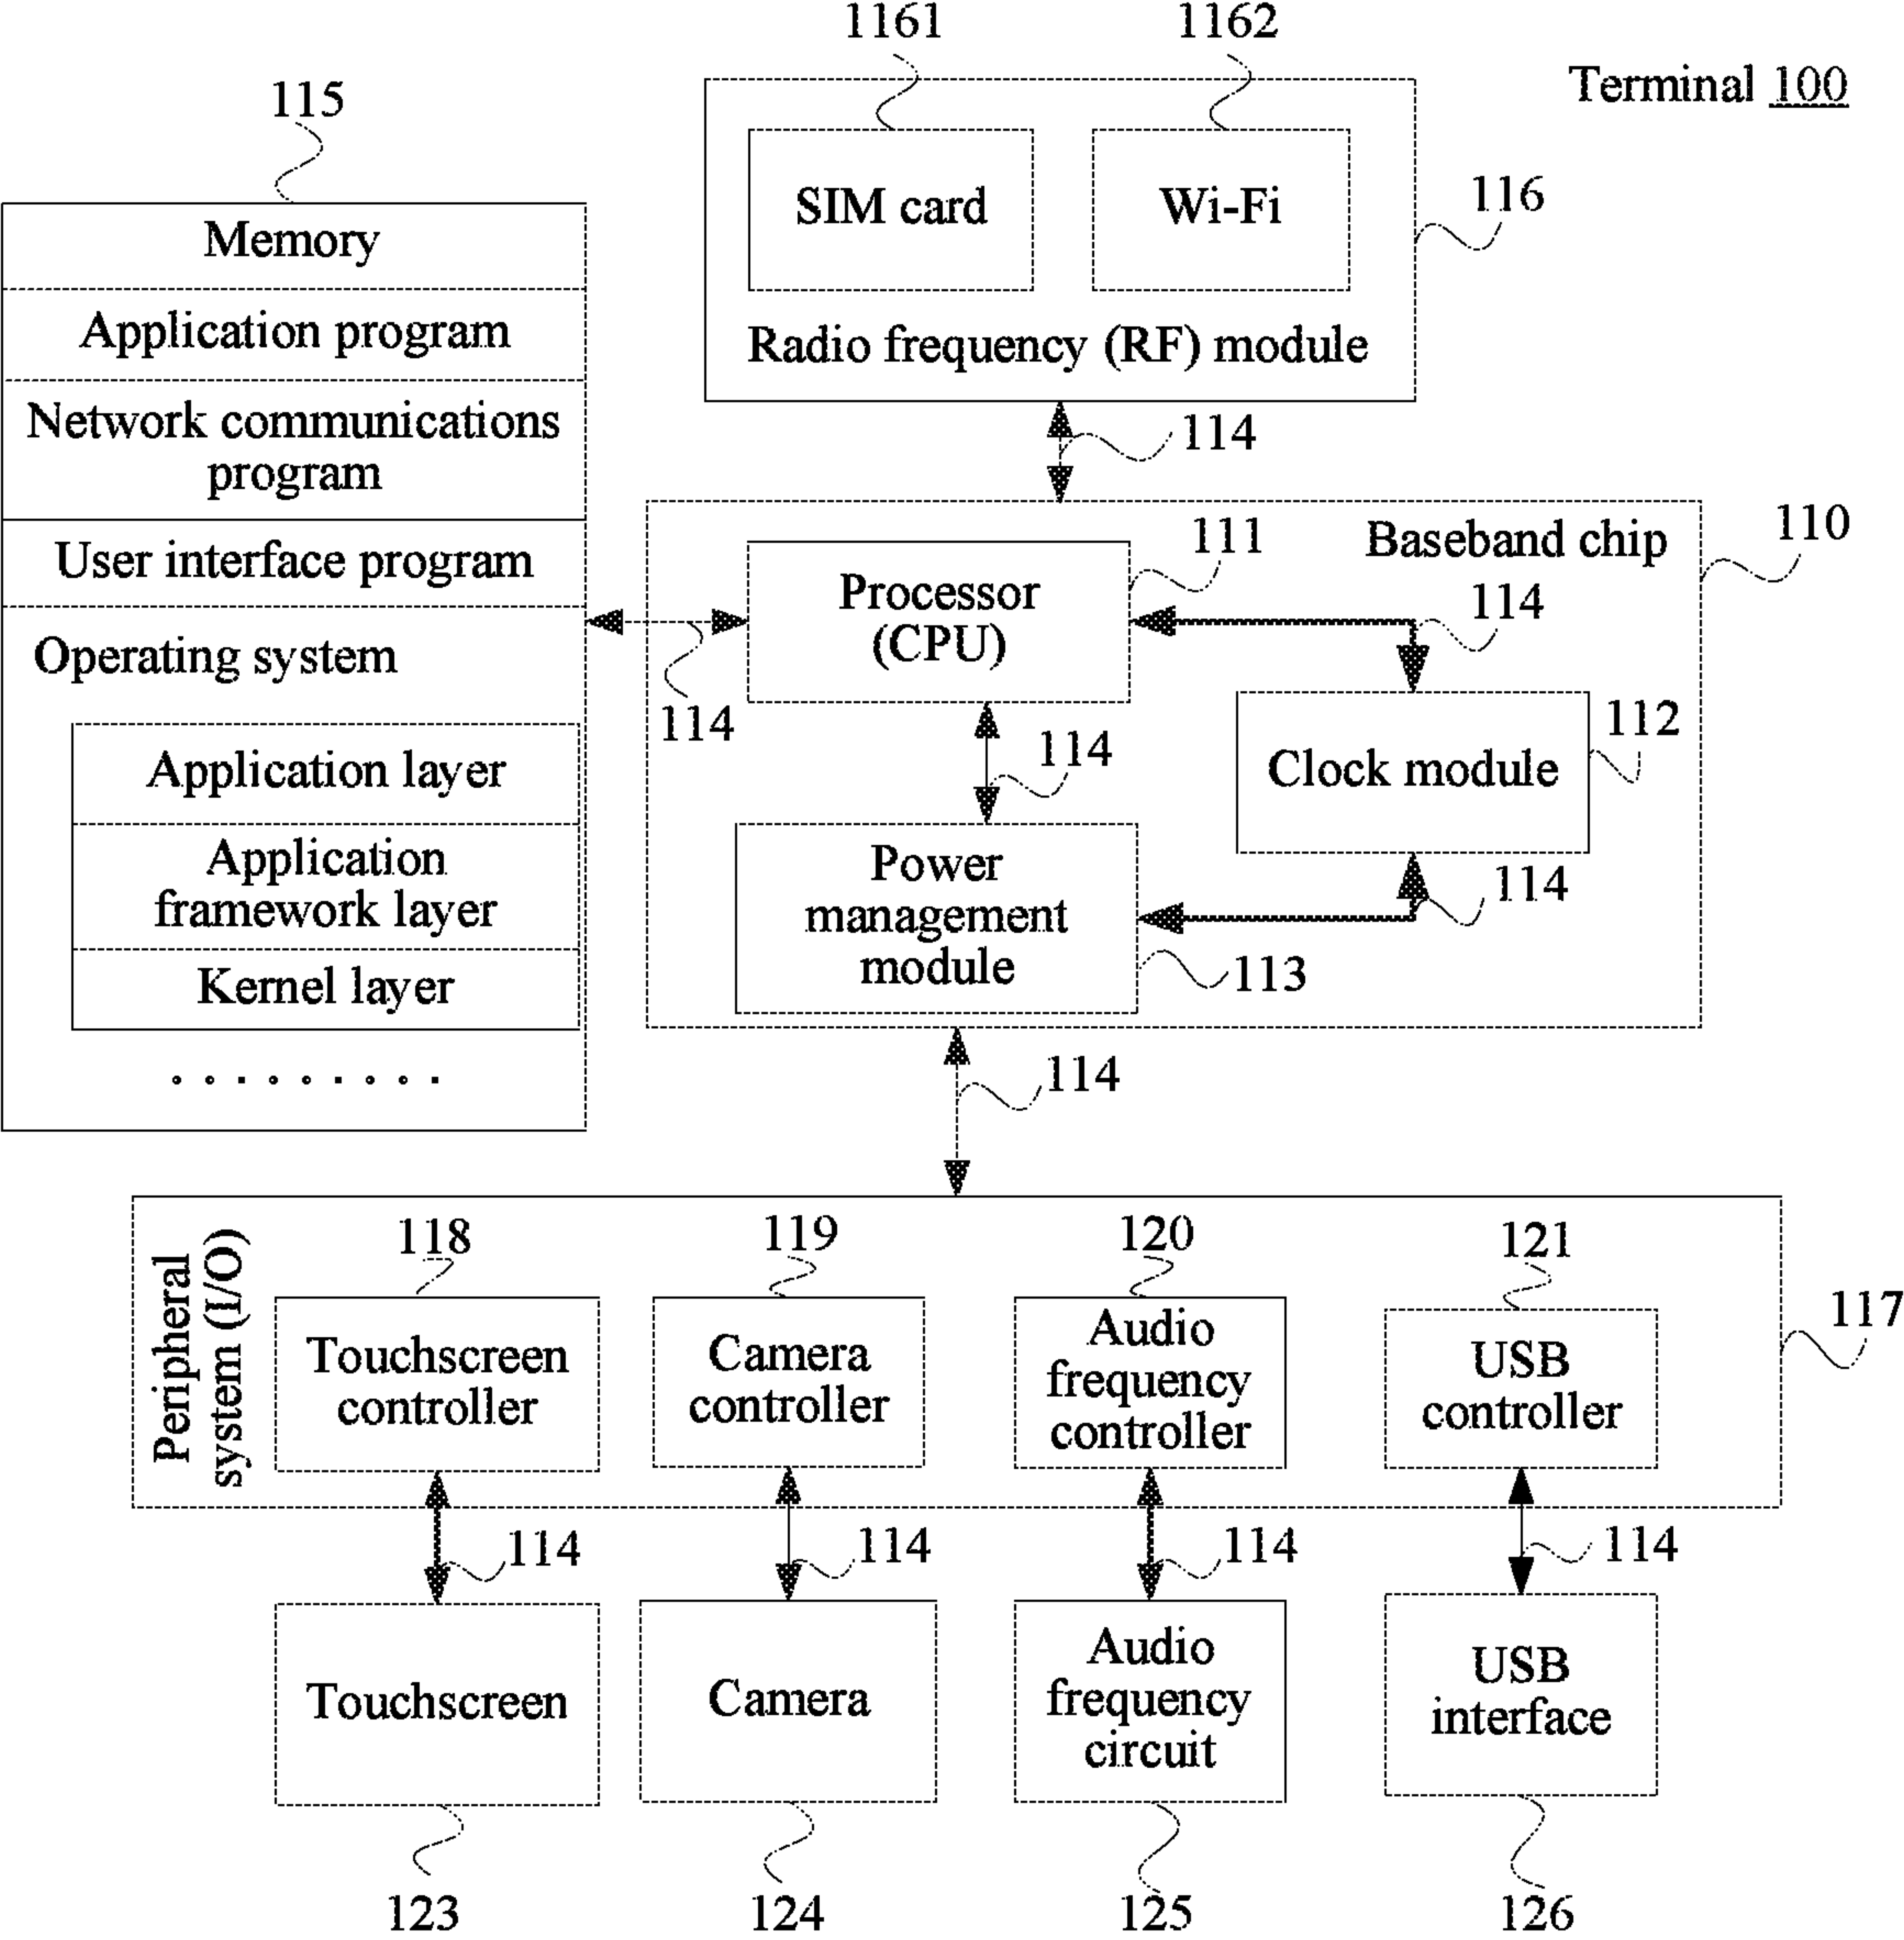 1161
1162
Terminal 100
115
SIM card
Wi-Fi
116
Radio frequency (RF) module
114
Memory
Application program
Network communications
program
User interface program
Operating system
Application layer
Application
framework layer
Kernel layer
. . . . . . . . .
114
Baseband chip
110
111
Processor
(CPU)
114
112
Clock module
114
Power
management
module
114
113
114
Peripheral
system (I/O)
117
118
119
120
121
Touchscreen
controller
Camera
controller
Audio
frequency
controller
USB
controller
114
114
114
114
Touchscreen
Camera
Audio
frequency
circuit
USB
interface
123
124
125
126